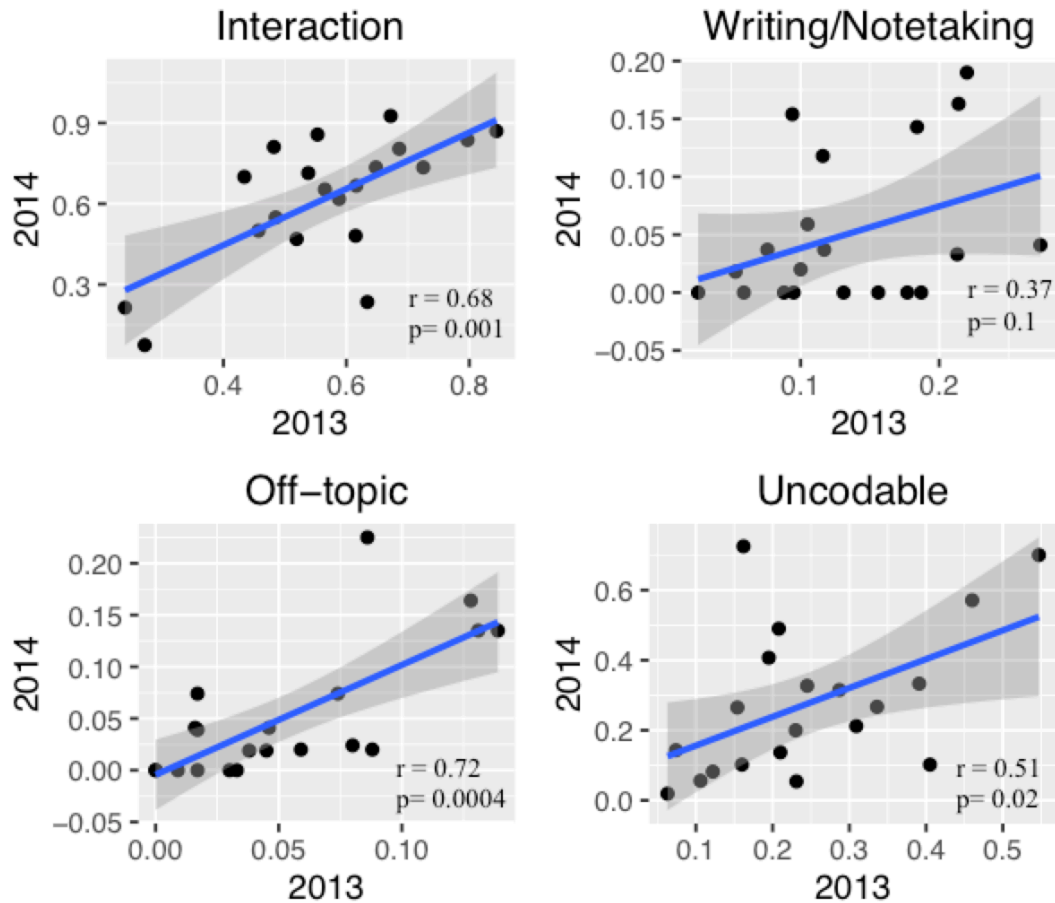 Interaction
0.9
0.6
0.3
2014
r = 0.68
p= 0.001
0.4 0.6 0.8
2013
Writing/Notetaking
0.20
0.15
0.10
0.05
0.00
−0.05
2014
r = 0.37
p= 0.1
0.1 0.2
2013
Off−topic
0.20
0.15
0.10
0.05
0.00
−0.05
2014
r = 0.72
p= 0.0004
0.00 0.05 0.10
2013
Uncodable
0.6
0.4
0.2
0.0
2014
r = 0.51
p= 0.02
0.1 0.2 0.3 0.4 0.5
2013